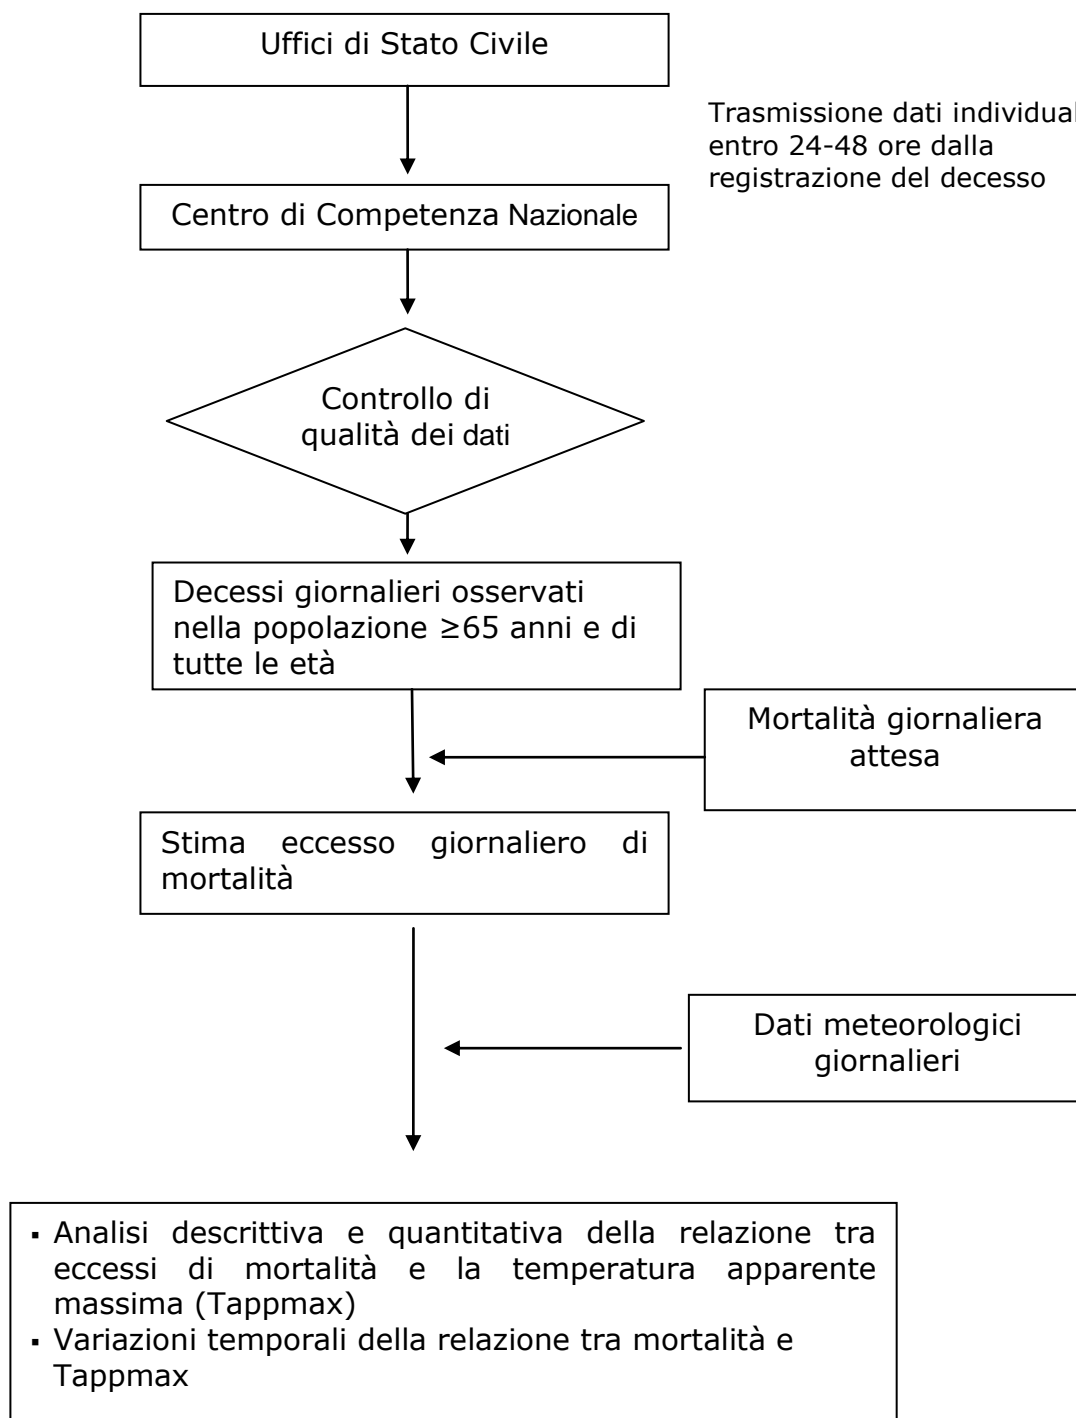 Uffici di Stato Civile
Trasmissione dati individual
entro 24-48 ore dalla
registrazione del decesso
Centro di Competenza Nazionale
Controllo di
qualità dei dati
Decessi giornalieri osservati
nella popolazione ≥65 anni e di
tutte le età
Mortalità giornaliera
attesa
Stima eccesso giornaliero di
mortalità
Dati meteorologici
giornalieri
▪ Analisi descrittiva e quantitativa della relazione tra
eccessi di mortalità e la temperatura apparente
massima (Tappmax)
▪ Variazioni temporali della relazione tra mortalità e
Tappmax